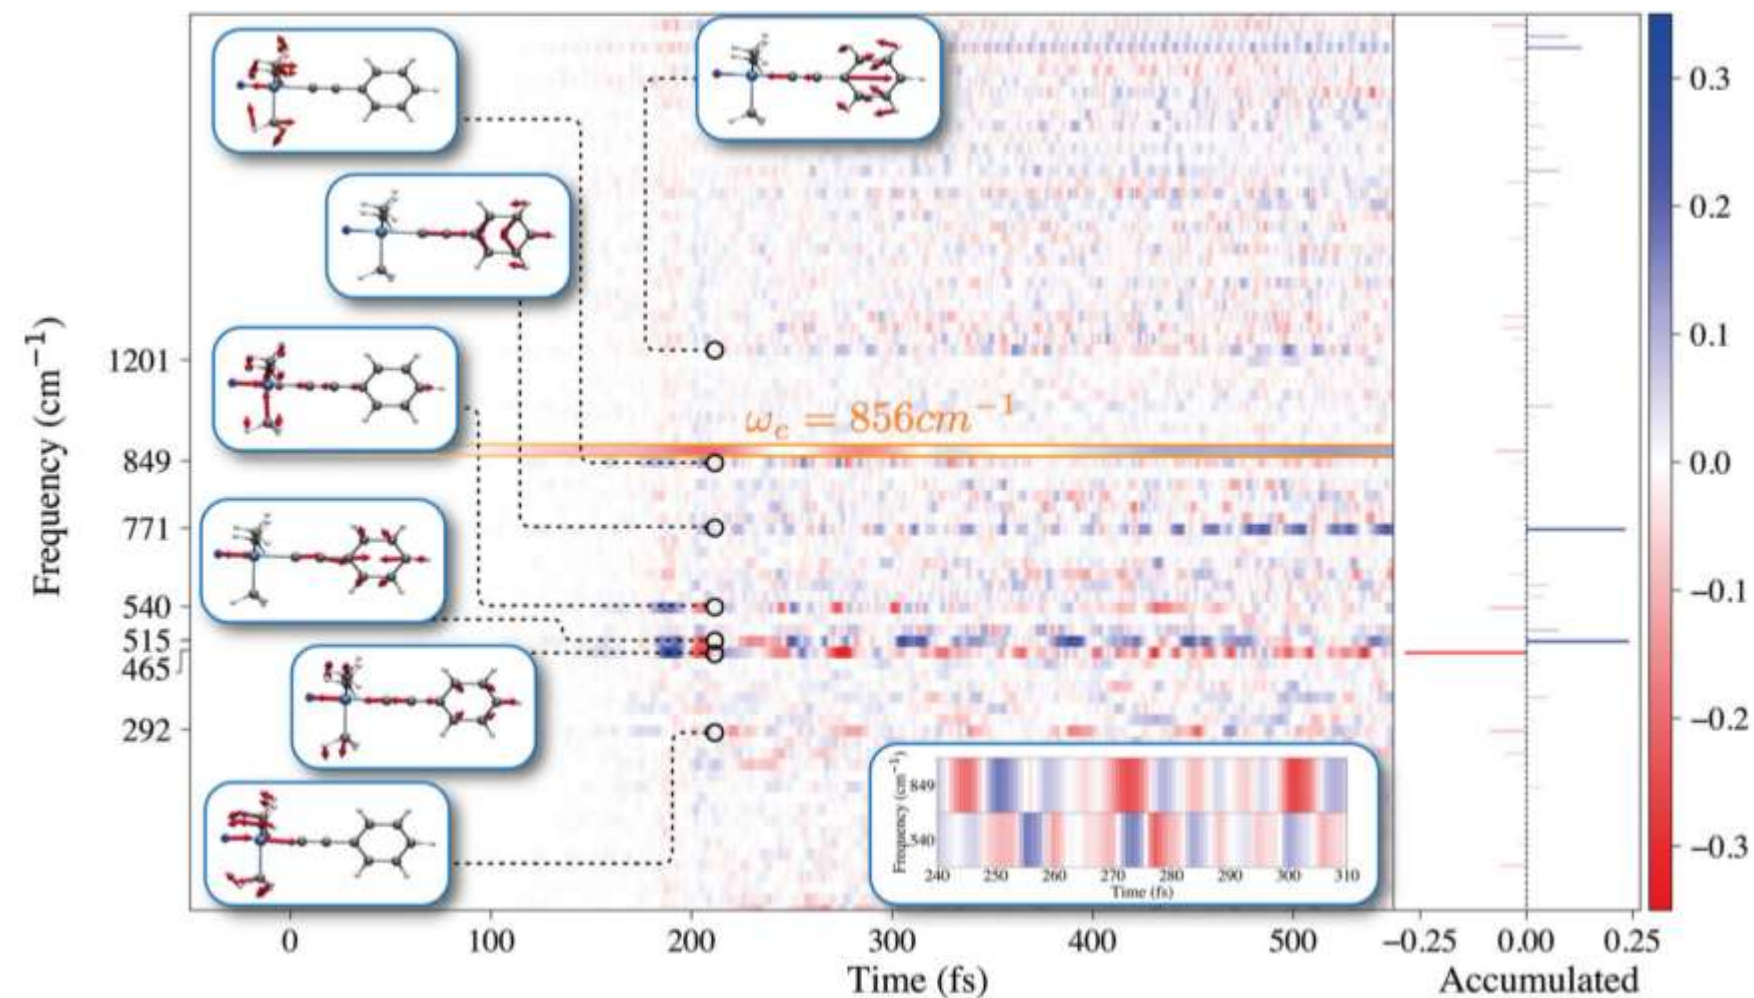 Frequency (cm⁻¹)
1201
849
771
540
515
465
292
ω_c = 856cm⁻¹
Frequency (cm⁻¹)
849
540
240 250 260 270 280 290 300 310
Time (fs)
0 100 200 300 400 500
Time (fs)
−0.25 0.00 0.25
Accumulated
0.3
0.2
0.1
0.0
−0.1
−0.2
−0.3